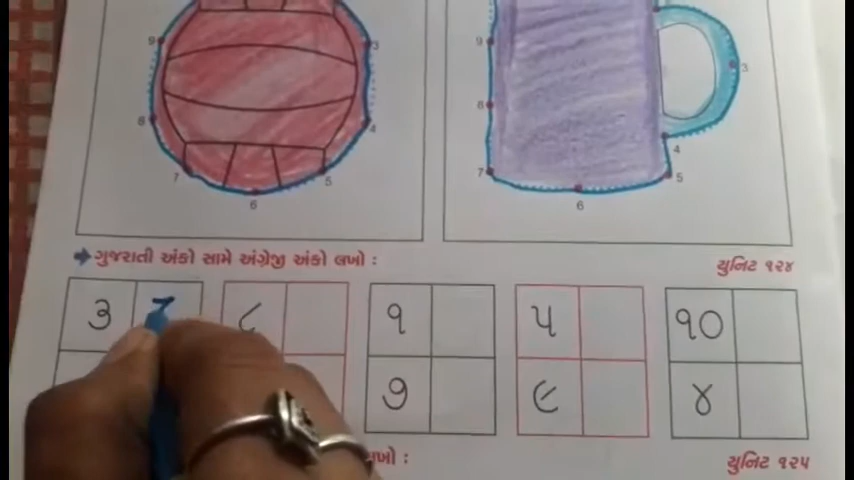 9 3
8 4
7 5
6
9
3
8
4
7 5
6
ગુજરાતી અંકો સામે અંગ્રેજી અંકો લખો :
યુનિટ ૧૨૪
૩ ૮ ૧ ૫ ૧૦
૭ ૯ ૪
યુનિટ ૧૨૫